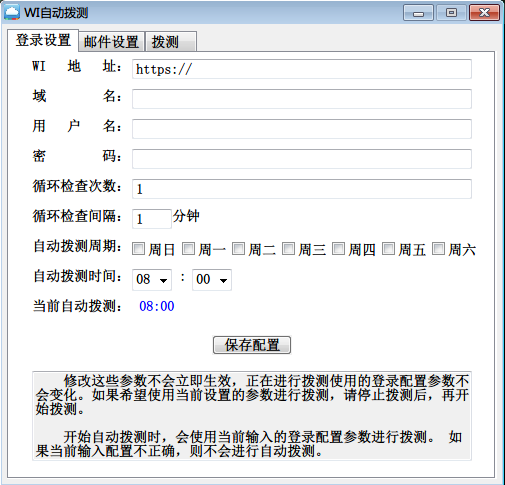 WI自动拨测
登录设置 邮件设置 拨测
WI 地 址： https://
域 名：
用 户 名：
密 码：
循环检查次数： 1
循环检查间隔： 1 分钟
自动拨测周期： 周日 周一 周二 周三 周四 周五 周六
自动拨测时间： 08 : 00
当前自动拨测： 08:00
保存配置
修改这些参数不会立即生效，正在进行拨测使用的登录配置参数不
会变化。如果希望使用当前设置的参数进行拨测，请停止拨测后，再开
始拨测。
开始自动拨测时，会使用当前输入的登录配置参数进行拨测。 如
果当前输入配置不正确，则不会进行自动拨测。